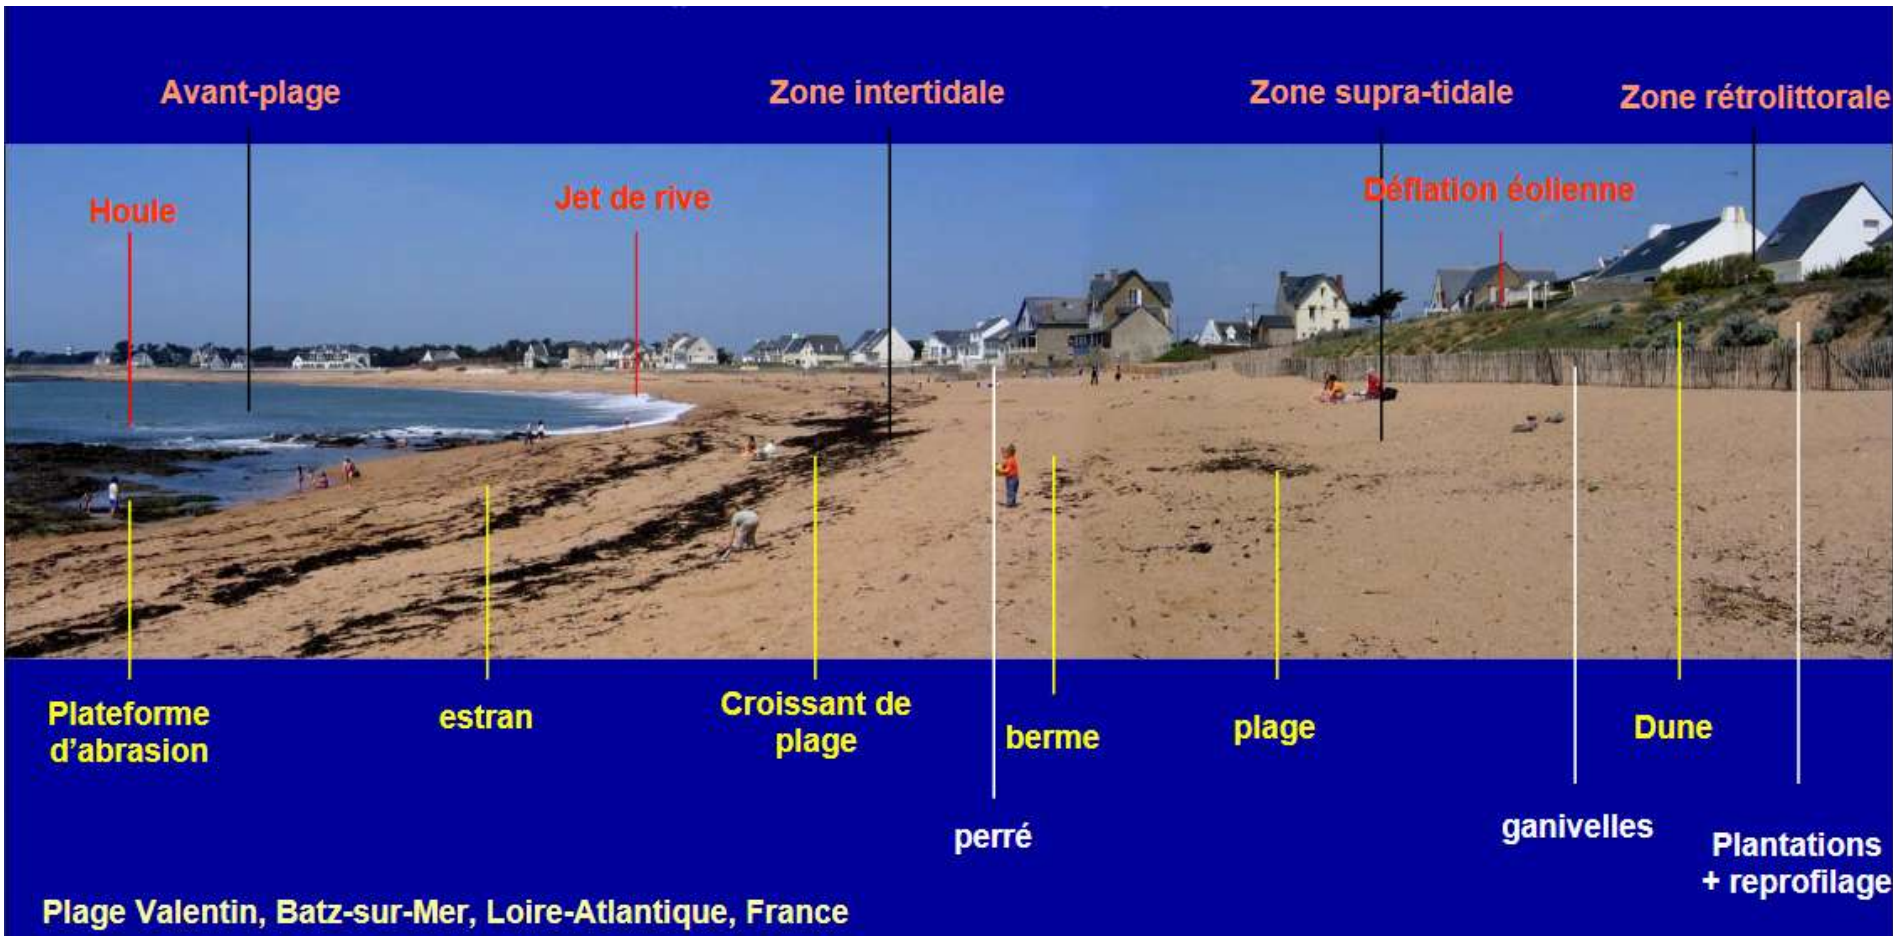 Avant-plage
Zone intertidale
Zone supra-tidale
Zone rétrolittorale
Houle
Jet de rive
Déflation éolienne
Plateforme
d'abrasion
estran
Croissant de
plage
berme
plage
Dune
perré
ganivelles
Plantations
+ reprofilage
Plage Valentin, Batz-sur-Mer, Loire-Atlantique, France